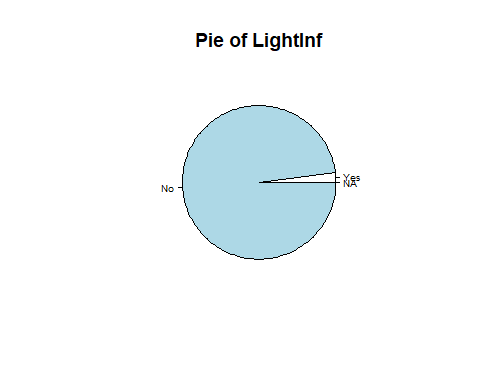 Pie of LightInf
Yes
NA
No